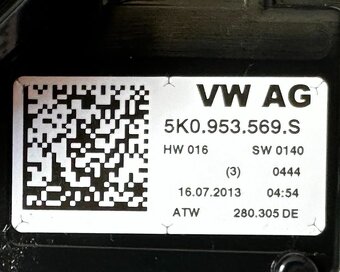 VW AG
5K0.953.569.S
HW 016 SW 0140
(3) 0444
16.07.2013 04:54
ATW 280.305 DE